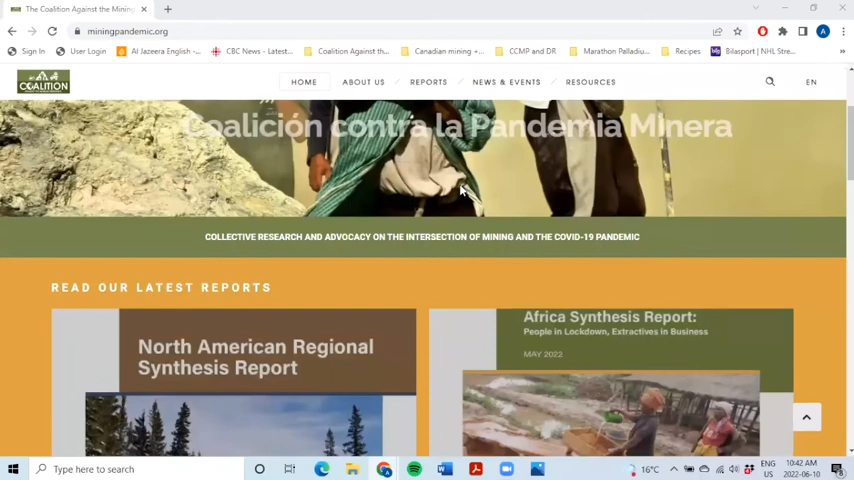 The Coalition Against the Mining
miningpandemic.org
A
Sign In
User Login
Al Jazeera English -...
CBC News - Latest...
Coalition Against th...
Canadian mining +...
CCMP and DR
Marathon Palladiu...
Recipes
Bilasport | NHL Stre...
COALITION
HOME
ABOUT US
REPORTS
NEWS & EVENTS
RESOURCES
EN
Coalición contra la Pandemia Minera
COLLECTIVE RESEARCH AND ADVOCACY ON THE INTERSECTION OF MINING AND THE COVID-19 PANDEMIC
READ OUR LATEST REPORTS
North American Regional
Synthesis Report
Africa Synthesis Report:
People in Lockdown, Extractives in Business
MAY 2022
Type here to search
16°C
ENG
US
10:42 AM
2022-06-10